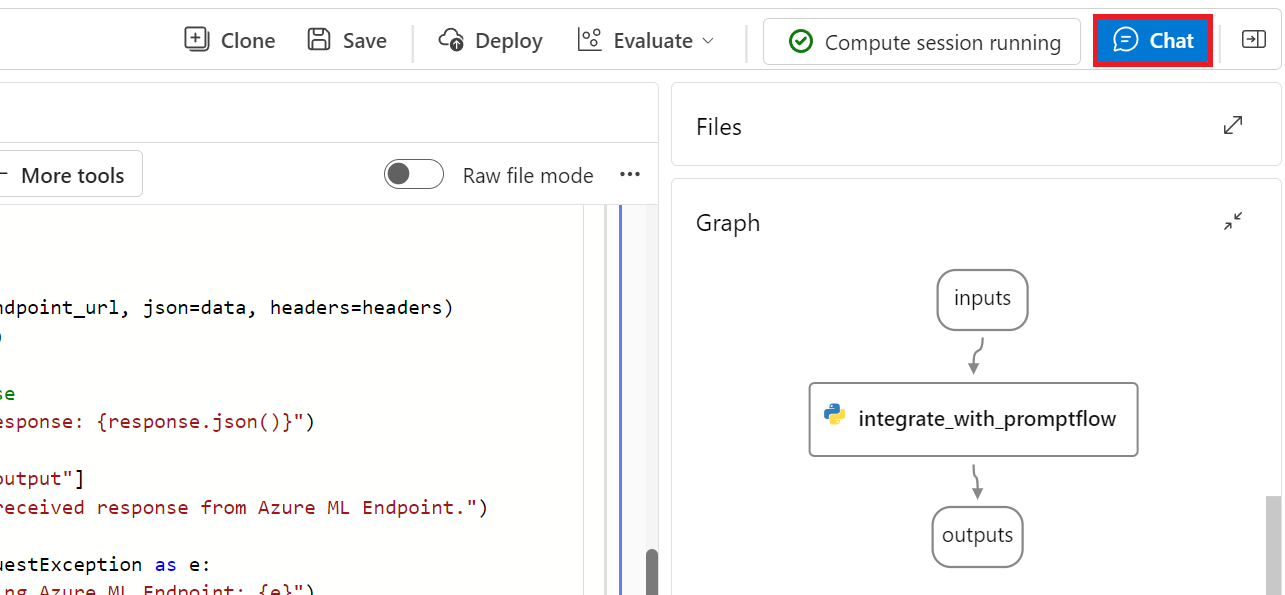 Clone
Save
Deploy
Evaluate
Compute session running
Chat
More tools
Raw file mode
ndpoint_url, json=data, headers=headers)
)
se
esponse: {response.json()}")
output"]
received response from Azure ML Endpoint.")
uestException as e:
ing Azure ML Endpoint: {e}")
Files
Graph
inputs
integrate_with_promptflow
outputs